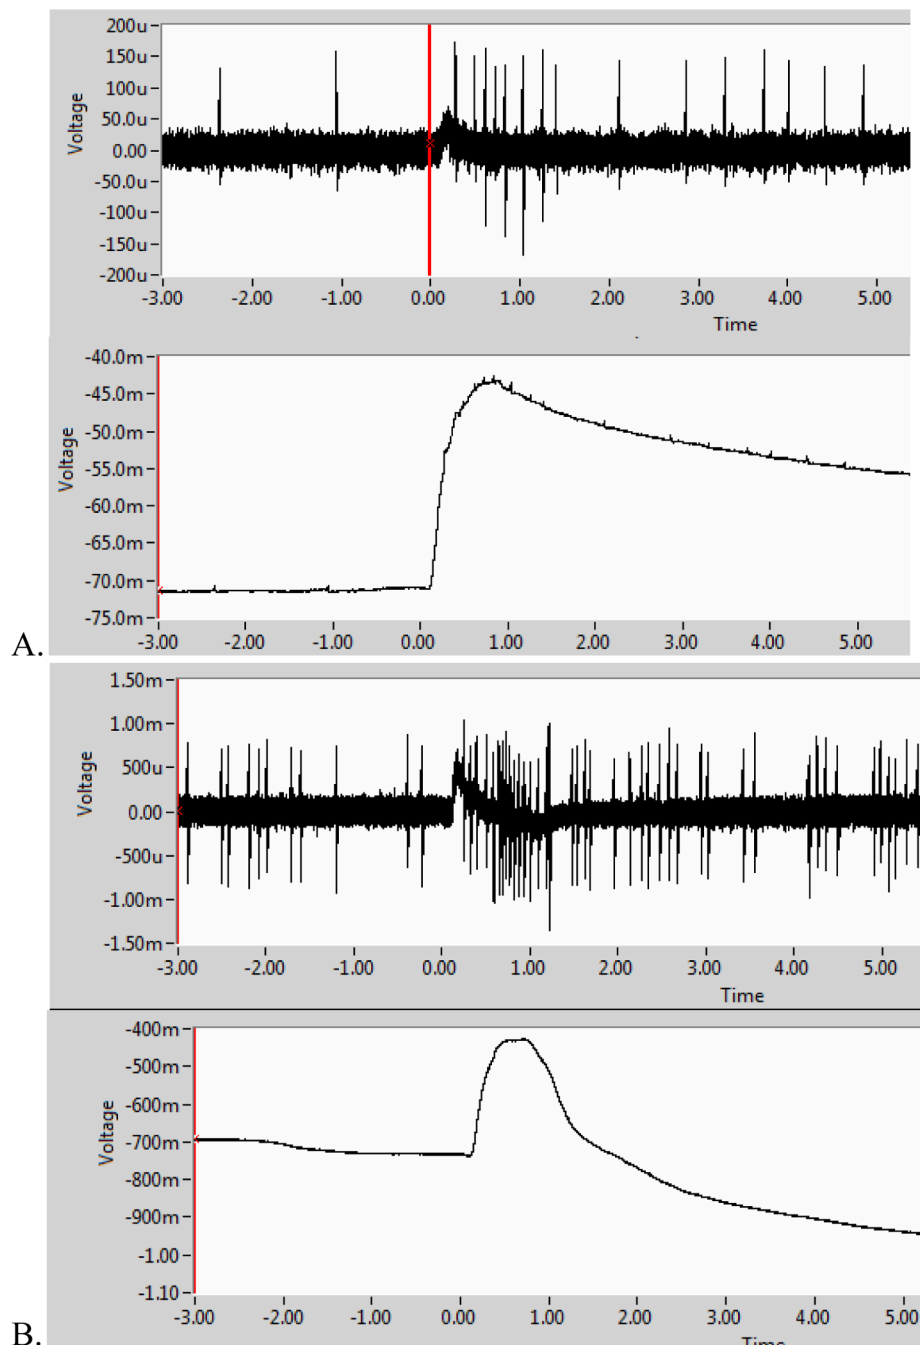 200u
150u
100u
50.0u
0.00
-50.0u
-100u
-150u
-200u
Voltage
-3.00 -2.00 -1.00 0.00 1.00 2.00 3.00 4.00 5.00
Time
-40.0m
-45.0m
-50.0m
-55.0m
-60.0m
-65.0m
-70.0m
-75.0m
Voltage
-3.00 -2.00 -1.00 0.00 1.00 2.00 3.00 4.00 5.00
A.
1.50m
1.00m
500u
0.00
-500u
-1.00m
-1.50m
Voltage
-3.00 -2.00 -1.00 0.00 1.00 2.00 3.00 4.00 5.00
Time
-400m
-500m
-600m
-700m
-800m
-900m
-1.00
-1.10
Voltage
-3.00 -2.00 -1.00 0.00 1.00 2.00 3.00 4.00 5.00
Time
B.